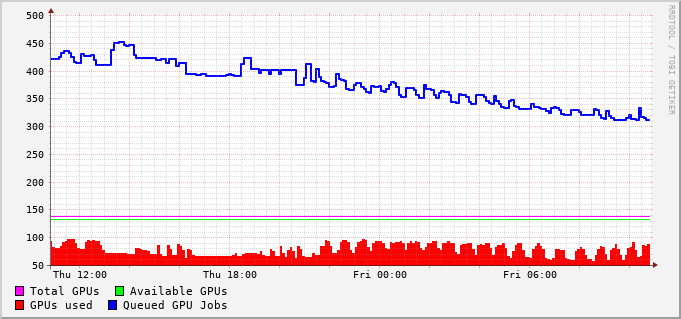 500
450
400
350
300
250
200
150
100
50
Thu 12:00 Thu 18:00 Fri 00:00 Fri 06:00
Total GPUs Available GPUs
GPUs used Queued GPU Jobs
RRDTOOL / TOBI OETIKER